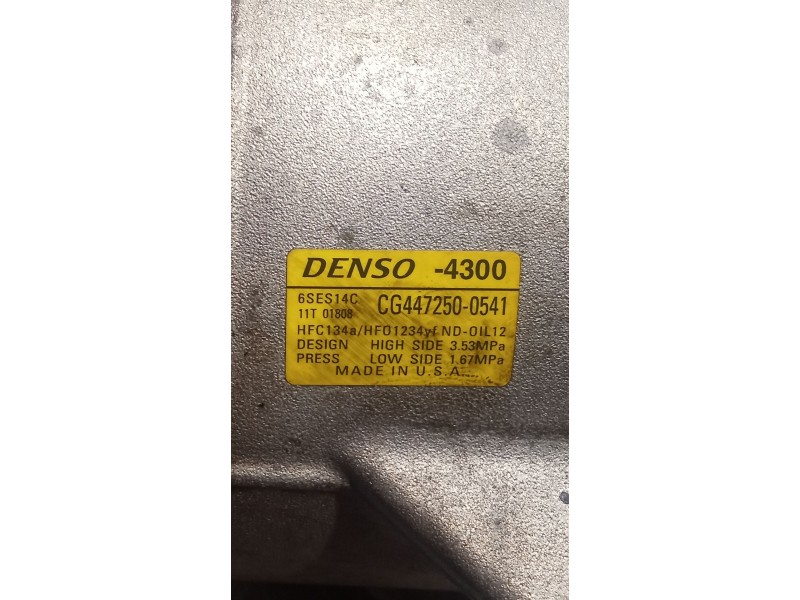 DENSO -4300
6SES14C CG447250-0541
11T 01808
HFC134a/HFO1234yf ND-OIL12
DESIGN HIGH SIDE 3.53MPa
PRESS LOW SIDE 1.67MPa
MADE IN U.S.A.